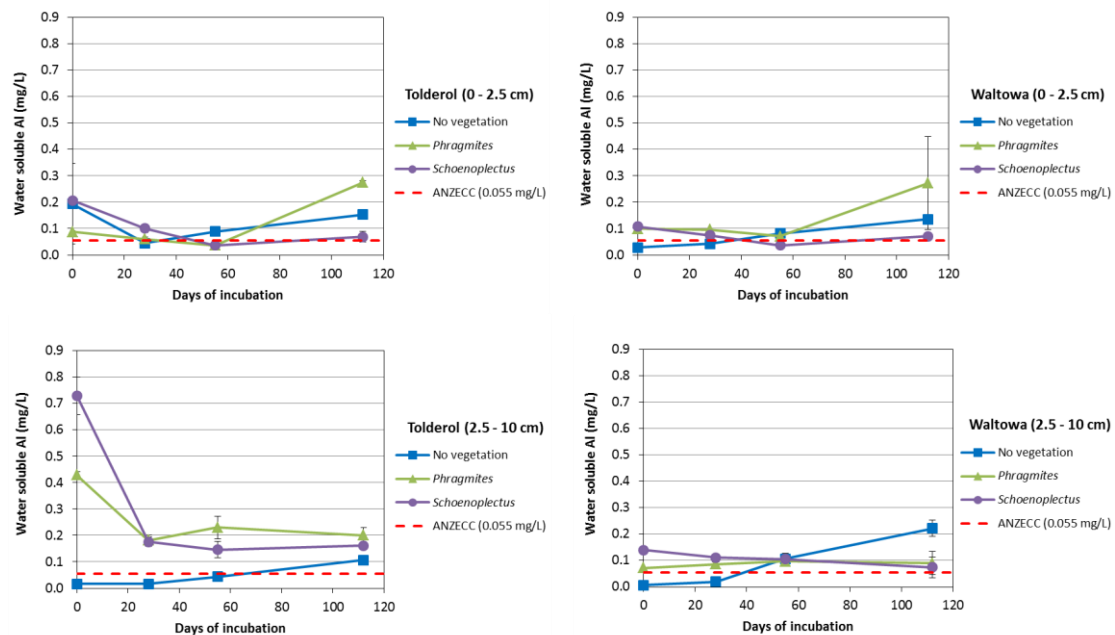 Water soluble Al (mg/L)
0.9
0.8
0.7
0.6
0.5
0.4
0.3
0.2
0.1
0.0
0 20 40 60 80 100 120
Days of incubation
Tolderol (0 - 2.5 cm)
No vegetation
Phragmites
Schoenoplectus
ANZECC (0.055 mg/L)
Water soluble Al (mg/L)
0.9
0.8
0.7
0.6
0.5
0.4
0.3
0.2
0.1
0.0
0 20 40 60 80 100 120
Days of incubation
Waltowa (0 - 2.5 cm)
No vegetation
Phragmites
Schoenoplectus
ANZECC (0.055 mg/L)
Water soluble Al (mg/L)
0.9
0.8
0.7
0.6
0.5
0.4
0.3
0.2
0.1
0.0
0 20 40 60 80 100 120
Days of incubation
Tolderol (2.5 - 10 cm)
No vegetation
Phragmites
Schoenoplectus
ANZECC (0.055 mg/L)
Water soluble Al (mg/L)
0.9
0.8
0.7
0.6
0.5
0.4
0.3
0.2
0.1
0.0
0 20 40 60 80 100 120
Days of incubation
Waltowa (2.5 - 10 cm)
No vegetation
Phragmites
Schoenoplectus
ANZECC (0.055 mg/L)